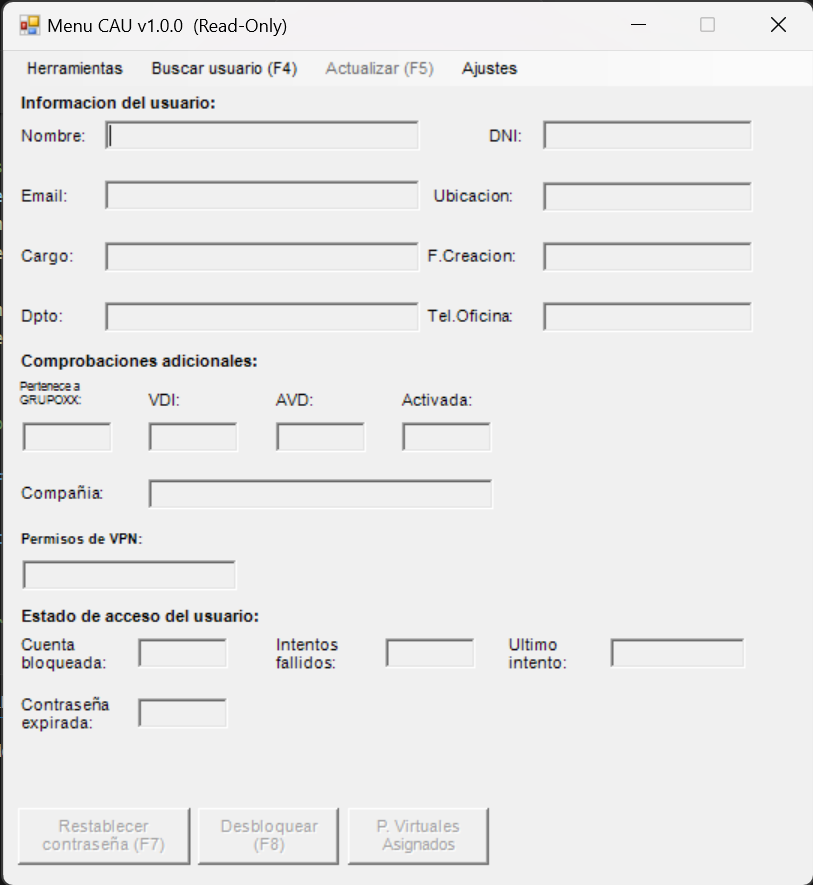 Menu CAU v1.0.0  (Read-Only)
Herramientas Buscar usuario (F4) Actualizar (F5) Ajustes
Informacion del usuario:
Nombre: DNI:
Email: Ubicacion:
Cargo: F.Creacion:
Dpto: Tel.Oficina:
Comprobaciones adicionales:
Pertenece a
GRUPOXX: VDI: AVD: Activada:
Compañia:
Permisos de VPN:
Estado de acceso del usuario:
Cuenta Intentos Ultimo
bloqueada: fallidos: intento:
Contraseña
expirada:
Restablecer Desbloquear P. Virtuales
contraseña (F7) (F8) Asignados